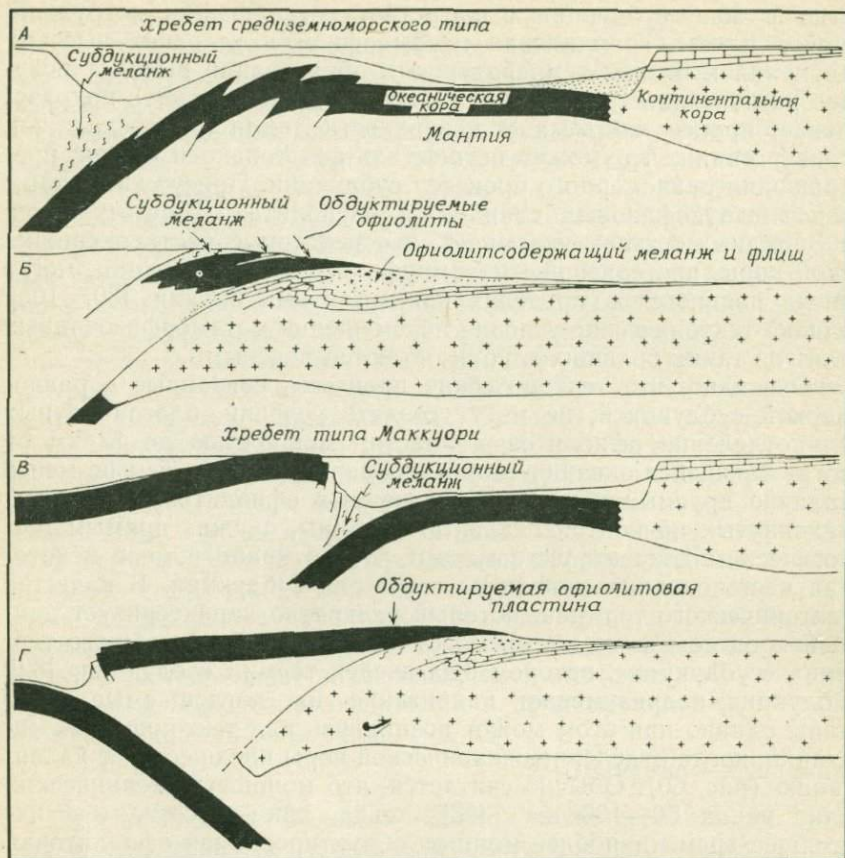 А
Хребет средиземноморского типа
Субдукционный
меланж
Океаническая
кора
Континентальная
кора
Мантия
Субдукционный
меланж
Обдуктируемые
офиолиты
Офиолитсодержащий меланж и флиш
Б
Хребет типа Маккуори
В
Субдукционный
меланж
Обдуктируемая офиолитовая
пластина
Г